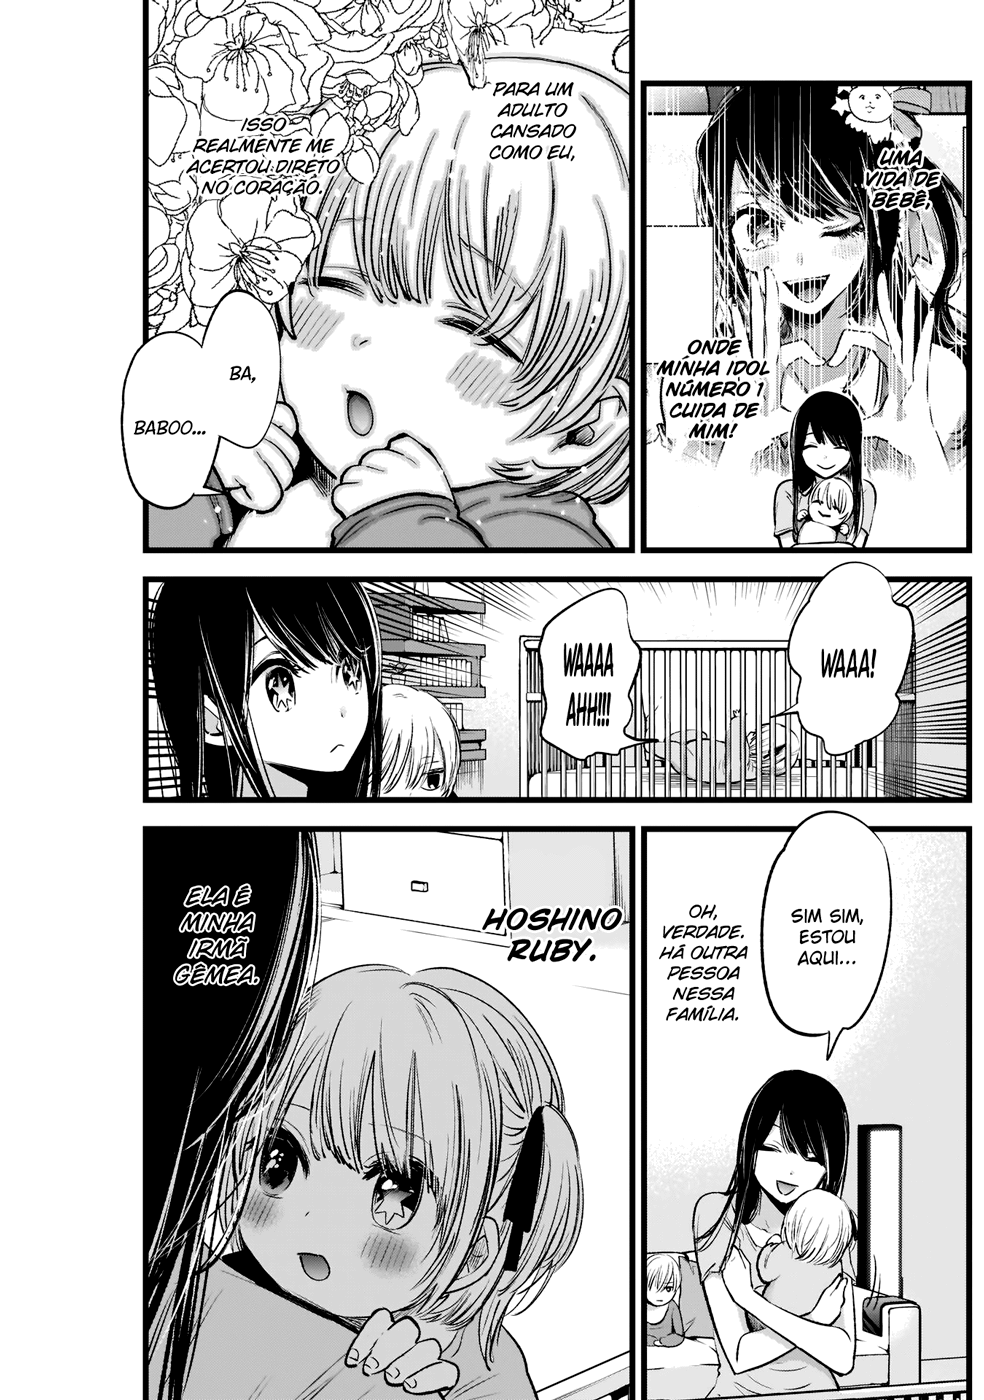 UMA
VIDA DE
BEBÊ,
ONDE
MINHA IDOL
NÚMERO 1
CUIDA DE
MIM!
PARA UM
ADULTO
CANSADO
COMO EU,
ISSO
REALMENTE ME
ACERTOU DIRETO
NO CORAÇÃO.
BA,
BABOO...
WAAA!
WAAAA
AHH!!!
SIM SIM,
ESTOU
AQUI...
OH,
VERDADE.
HÁ OUTRA
PESSOA
NESSA
FAMÍLIA.
HOSHINO
RUBY.
ELA É
MINHA
IRMÃ
GÊMEA.